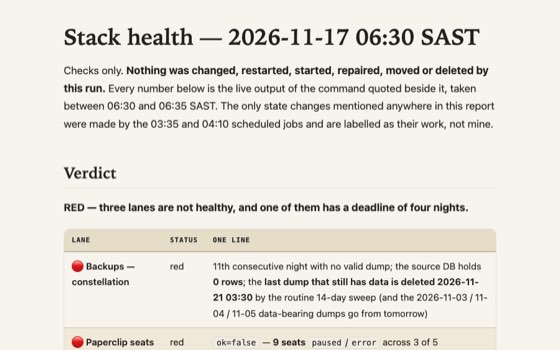 Stack health — 2026-11-17 06:30 SAST
Checks only. Nothing was changed, restarted, started, repaired, moved or deleted by
this run. Every number below is the live output of the command quoted beside it, taken
between 06:30 and 06:35 SAST. The only state changes mentioned anywhere in this report
were made by the 03:35 and 04:10 scheduled jobs and are labelled as their work, not mine.
Verdict
RED — three lanes are not healthy, and one of them has a deadline of four nights.
LANE STATUS ONE LINE
🔴 Backups — red 11th consecutive night with no valid dump; the source DB holds
constellation 0 rows; the last dump that still has data is deleted 2026-11-
21 03:30 by the routine 14-day sweep (and the 2026-11-03 / 11-
04 / 11-05 data-bearing dumps go from tomorrow)
🔴 Paperclip seats red ok=false — 9 seats paused / error across 3 of 5